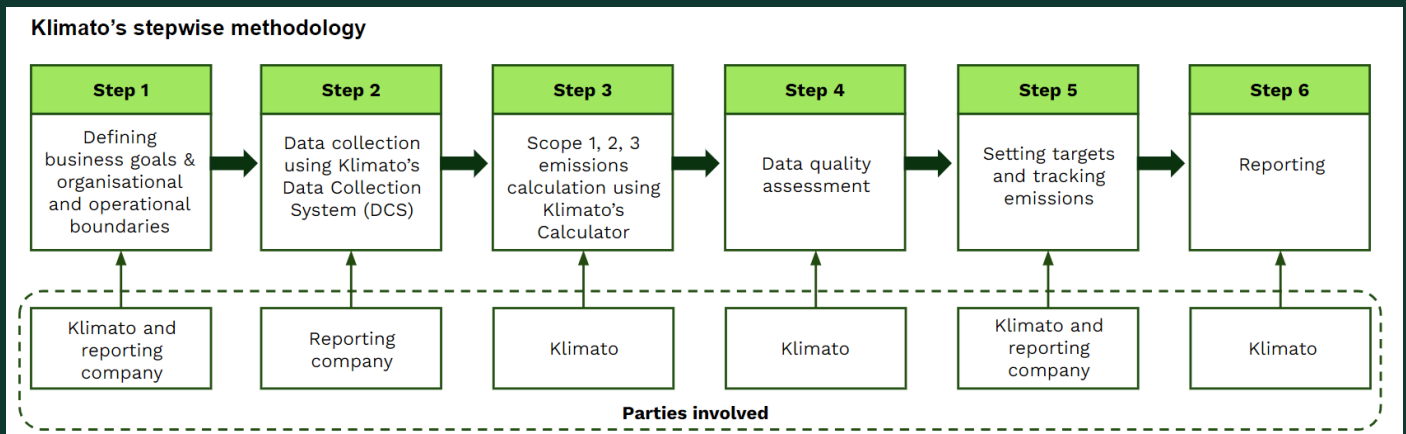 Klimato's stepwise methodology
Step 1
Step 2
Step 3
Step 4
Step 5
Step 6
Defining
business goals &
organisational
and operational
boundaries
Data collection
using Klimato's
Data Collection
System (DCS)
Scope 1, 2, 3
emissions
calculation using
Klimato's
Calculator
Data quality
assessment
Setting targets
and tracking
emissions
Reporting
Klimato and
reporting
company
Reporting
company
Klimato
Klimato
Klimato and
reporting
company
Klimato
Parties involved